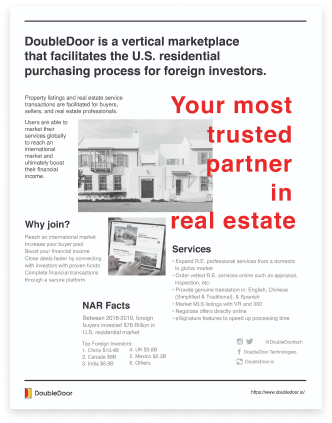 DoubleDoor is a vertical marketplace
that facilitates the U.S. residential
purchasing process for foreign investors.
Property listings and real estate service
transactions are facilitated for buyers,
sellers, and real estate professionals.
Users are able to
market their
services globally
to reach an
international
market and
ultimately boost
their financial
income.
Your most
trusted
partner
in
real estate
Why join?
Reach an international market
Increase your buyer pool
Boost your financial income
Close deals faster by connecting
with investors with proven funds
Complete financial transactions
through a secure platform
Services
• Expand R.E. professional services from a domestic
to global market
• Order vetted R.E. services online such as appraisal,
inspection, etc.
• Provide genuine translation in: English, Chinese
(Simplified & Traditional), & Spanish
• Market MLS listings with VR and 360
• Negotiate offers directly online
• eSignature features to speed up processing time
NAR Facts
Between 2018-2019, foreign
buyers invested $78 Billion in
U.S. residential market
Top Foreign Investors:
1. China $13.4B
2. Canada $8B
3. India $6.9B
4. UK $3.8B
5. Mexico $2.3B
6. Others
@DoubleDoortech
DoubleDoor Technologies
DoubleDoor.io
DoubleDoor
https://www.doubledoor.io/